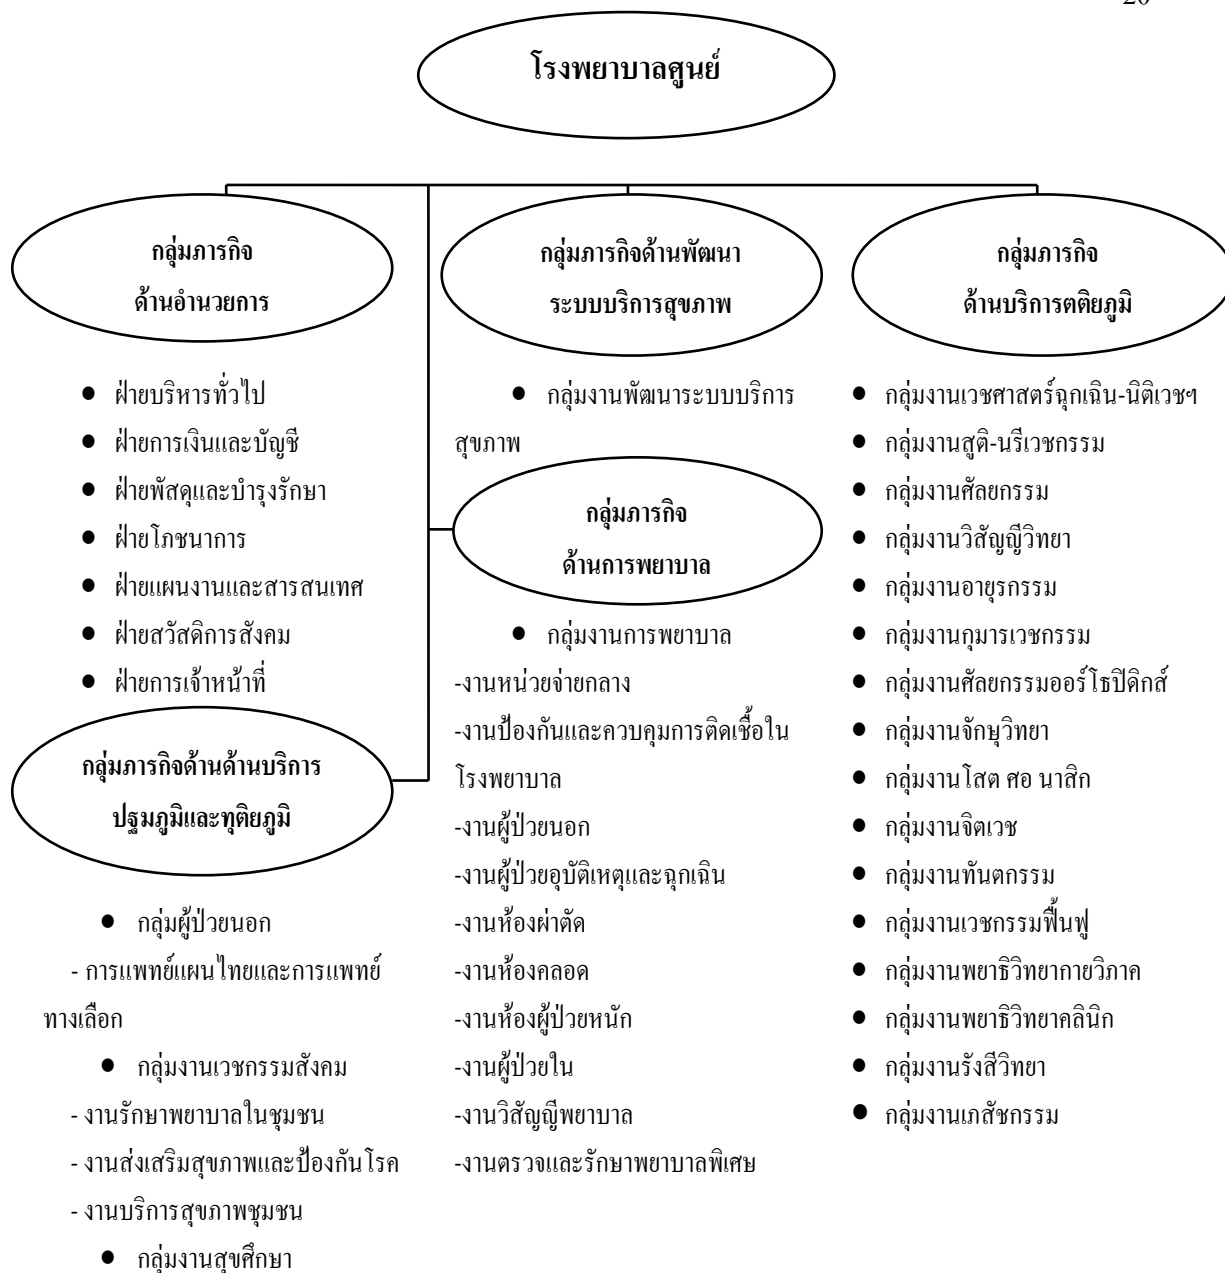 โรงพยาบาลศูนย์
กลุ่มภารกิจ
ด้านอำนวยการ
● ฝ่ายบริหารทั่วไป
● ฝ่ายการเงินและบัญชี
● ฝ่ายพัสดุและบำรุงรักษา
● ฝ่ายโภชนาการ
● ฝ่ายแผนงานและสารสนเทศ
● ฝ่ายสวัสดิการสังคม
● ฝ่ายการเจ้าหน้าที่
กลุ่มภารกิจด้านด้านบริการ
ปฐมภูมิและทุติยภูมิ
● กลุ่มผู้ป่วยนอก
- การแพทย์แผนไทยและการแพทย์
ทางเลือก
● กลุ่มงานเวชกรรมสังคม
- งานรักษาพยาบาลในชุมชน
- งานส่งเสริมสุขภาพและป้องกันโรค
- งานบริการสุขภาพชุมชน
● กลุ่มงานสุขศึกษา
กลุ่มภารกิจด้านพัฒนา
ระบบบริการสุขภาพ
● กลุ่มงานพัฒนาระบบบริการ
สุขภาพ
กลุ่มภารกิจ
ด้านการพยาบาล
● กลุ่มงานการพยาบาล
-งานหน่วยจ่ายกลาง
-งานป้องกันและควบคุมการติดเชื้อใน
โรงพยาบาล
-งานผู้ป่วยนอก
-งานผู้ป่วยอุบัติเหตุและฉุกเฉิน
-งานห้องผ่าตัด
-งานห้องคลอด
-งานห้องผู้ป่วยหนัก
-งานผู้ป่วยใน
-งานวิสัญญีพยาบาล
-งานตรวจและรักษาพยาบาลพิเศษ
กลุ่มภารกิจ
ด้านบริการตติยภูมิ
● กลุ่มงานเวชศาสตร์ฉุกเฉิน-นิติเวชฯ
● กลุ่มงานสูติ-นรีเวชกรรม
● กลุ่มงานศัลยกรรม
● กลุ่มงานวิสัญญีวิทยา
● กลุ่มงานอายุรกรรม
● กลุ่มงานกุมารเวชกรรม
● กลุ่มงานศัลยกรรมออร์โธปิดิกส์
● กลุ่มงานจักษุวิทยา
● กลุ่มงานโสต ศอ นาสิก
● กลุ่มงานจิตเวช
● กลุ่มงานทันตกรรม
● กลุ่มงานเวชกรรมฟื้นฟู
● กลุ่มงานพยาธิวิทยากายวิภาค
● กลุ่มงานพยาธิวิทยาคลินิก
● กลุ่มงานรังสีวิทยา
● กลุ่มงานเภสัชกรรม